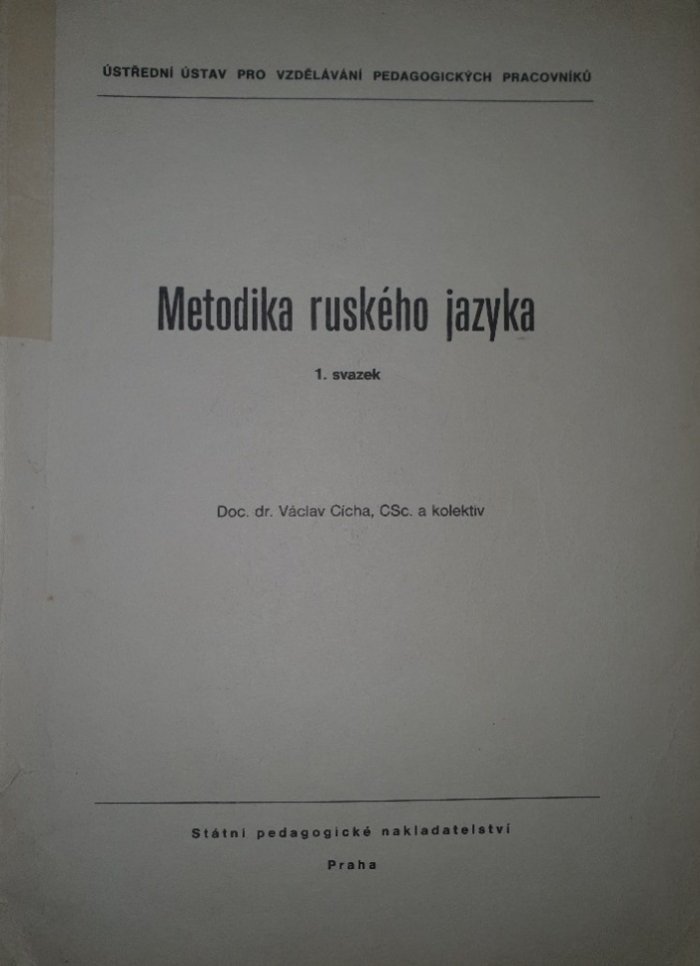 ÚSTŘEDNÍ ÚSTAV PRO VZDĚLÁVÁNÍ PEDAGOGICKÝCH PRACOVNÍKŮ
Metodika ruského jazyka
1. svazek
Doc. dr. Václav Cícha, CSc. a kolektiv
Státní pedagogické nakladatelství
Praha